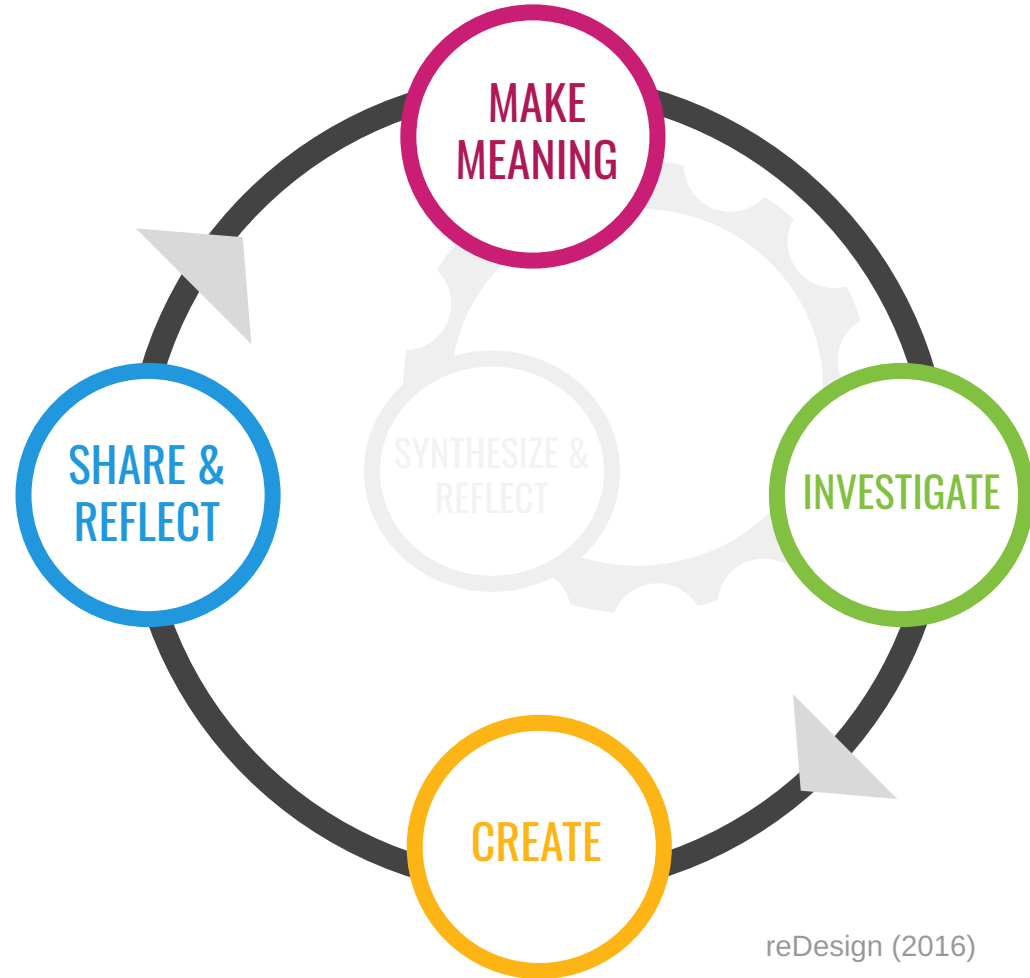 MAKE
MEANING
SHARE &
REFLECT
SYNTHESIZE &
REFLECT
INVESTIGATE
CREATE
reDesign (2016)